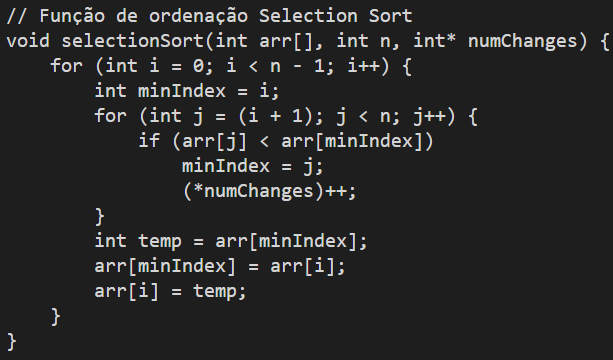 // Função de ordenação Selection Sort
void selectionSort(int arr[], int n, int* numChanges) {
    for (int i = 0; i < n - 1; i++) {
        int minIndex = i;
        for (int j = (i + 1); j < n; j++) {
            if (arr[j] < arr[minIndex])
                minIndex = j;
                (*numChanges)++;
        }
        int temp = arr[minIndex];
        arr[minIndex] = arr[i];
        arr[i] = temp;
    }
}